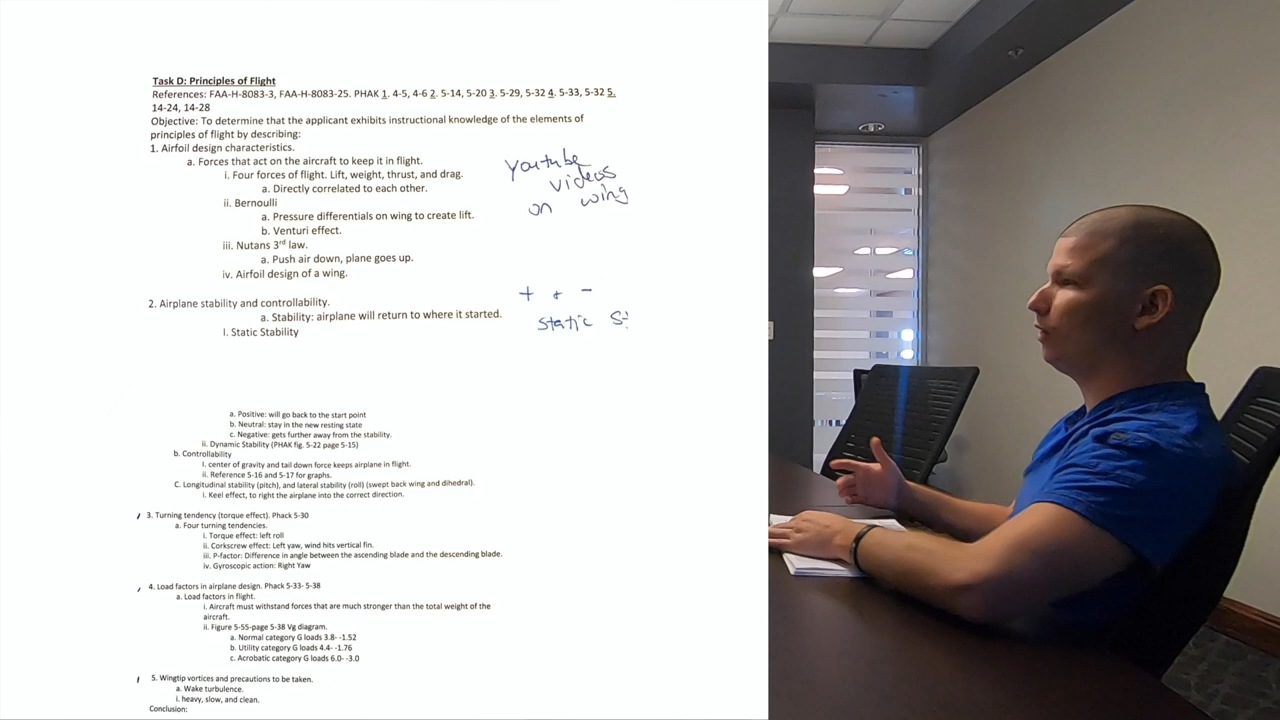 Task D: Principles of Flight
References: FAA-H-8083-3, FAA-H-8083-25. PHAK 1. 4-5, 4-6 2. 5-14, 5-20 3. 5-29, 5-32 4. 5-33, 5-32 5.
14-24, 14-28
Objective: To determine that the applicant exhibits instructional knowledge of the elements of
principles of flight by describing:
1. Airfoil design characteristics.
a. Forces that act on the aircraft to keep it in flight.
i. Four forces of flight. Lift, weight, thrust, and drag.
a. Directly correlated to each other.
ii. Bernoulli
a. Pressure differentials on wing to create lift.
b. Venturi effect.
iii. Nutans 3rd law.
a. Push air down, plane goes up.
iv. Airfoil design of a wing.
Youtube
videos
on wing
2. Airplane stability and controllability.
a. Stability: airplane will return to where it started.
I. Static Stability
+ + -
static
a. Positive: will go back to the start point
b. Neutral: stay in the new resting state
c. Negative: gets further away from the stability.
ii. Dynamic Stability (PHAK fig. 5-22 page 5-15)
b. Controllability
I. center of gravity and tail down force keeps airplane in flight.
ii. Reference 5-16 and 5-17 for graphs.
C. Longitudinal stability (pitch), and lateral stability (roll) (swept back wing and dihedral).
i. Keel effect, to right the airplane into the correct direction.
3. Turning tendency (torque effect). Phack 5-30
a. Four turning tendencies.
i. Torque effect: left roll
ii. Corkscrew effect: Left yaw, wind hits vertical fin.
iii. P-factor: Difference in angle between the ascending blade and the descending blade.
iv. Gyroscopic action: Right Yaw
4. Load factors in airplane design. Phack 5-33- 5-38
a. Load factors in flight.
i. Aircraft must withstand forces that are much stronger than the total weight of the
aircraft.
ii. Figure 5-55-page 5-38 Vg diagram.
a. Normal category G loads 3.8- -1.52
b. Utility category G loads 4.4- -1.76
c. Acrobatic category G loads 6.0- -3.0
5. Wingtip vortices and precautions to be taken.
a. Wake turbulence.
i. heavy, slow, and clean.
Conclusion: